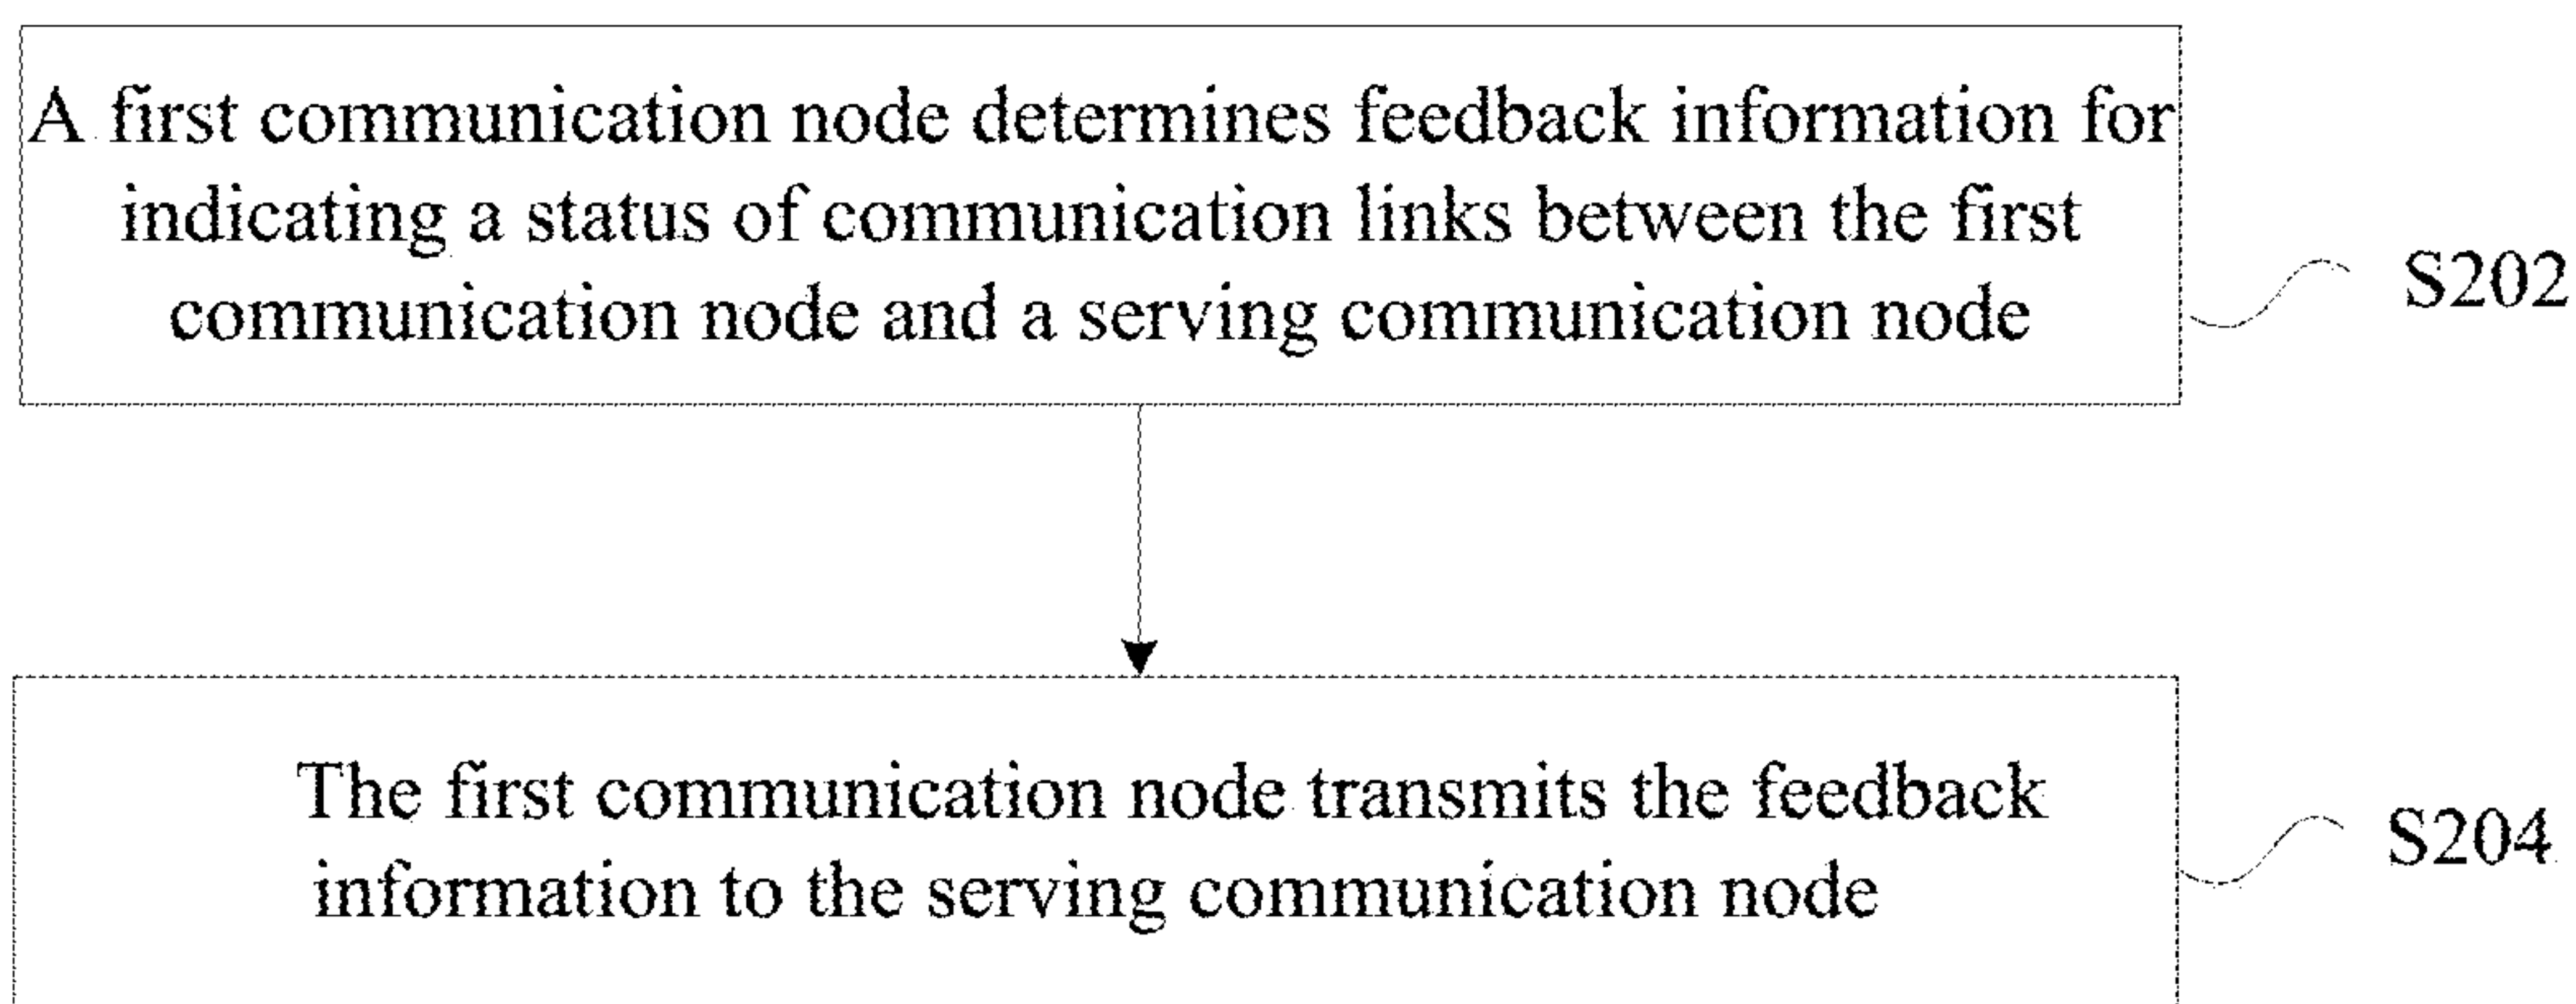 A first communication node determines feedback information for
indicating a status of communication links between the first
communication node and a serving communication node
S202
The first communication node transmits the feedback
information to the serving communication node
S204